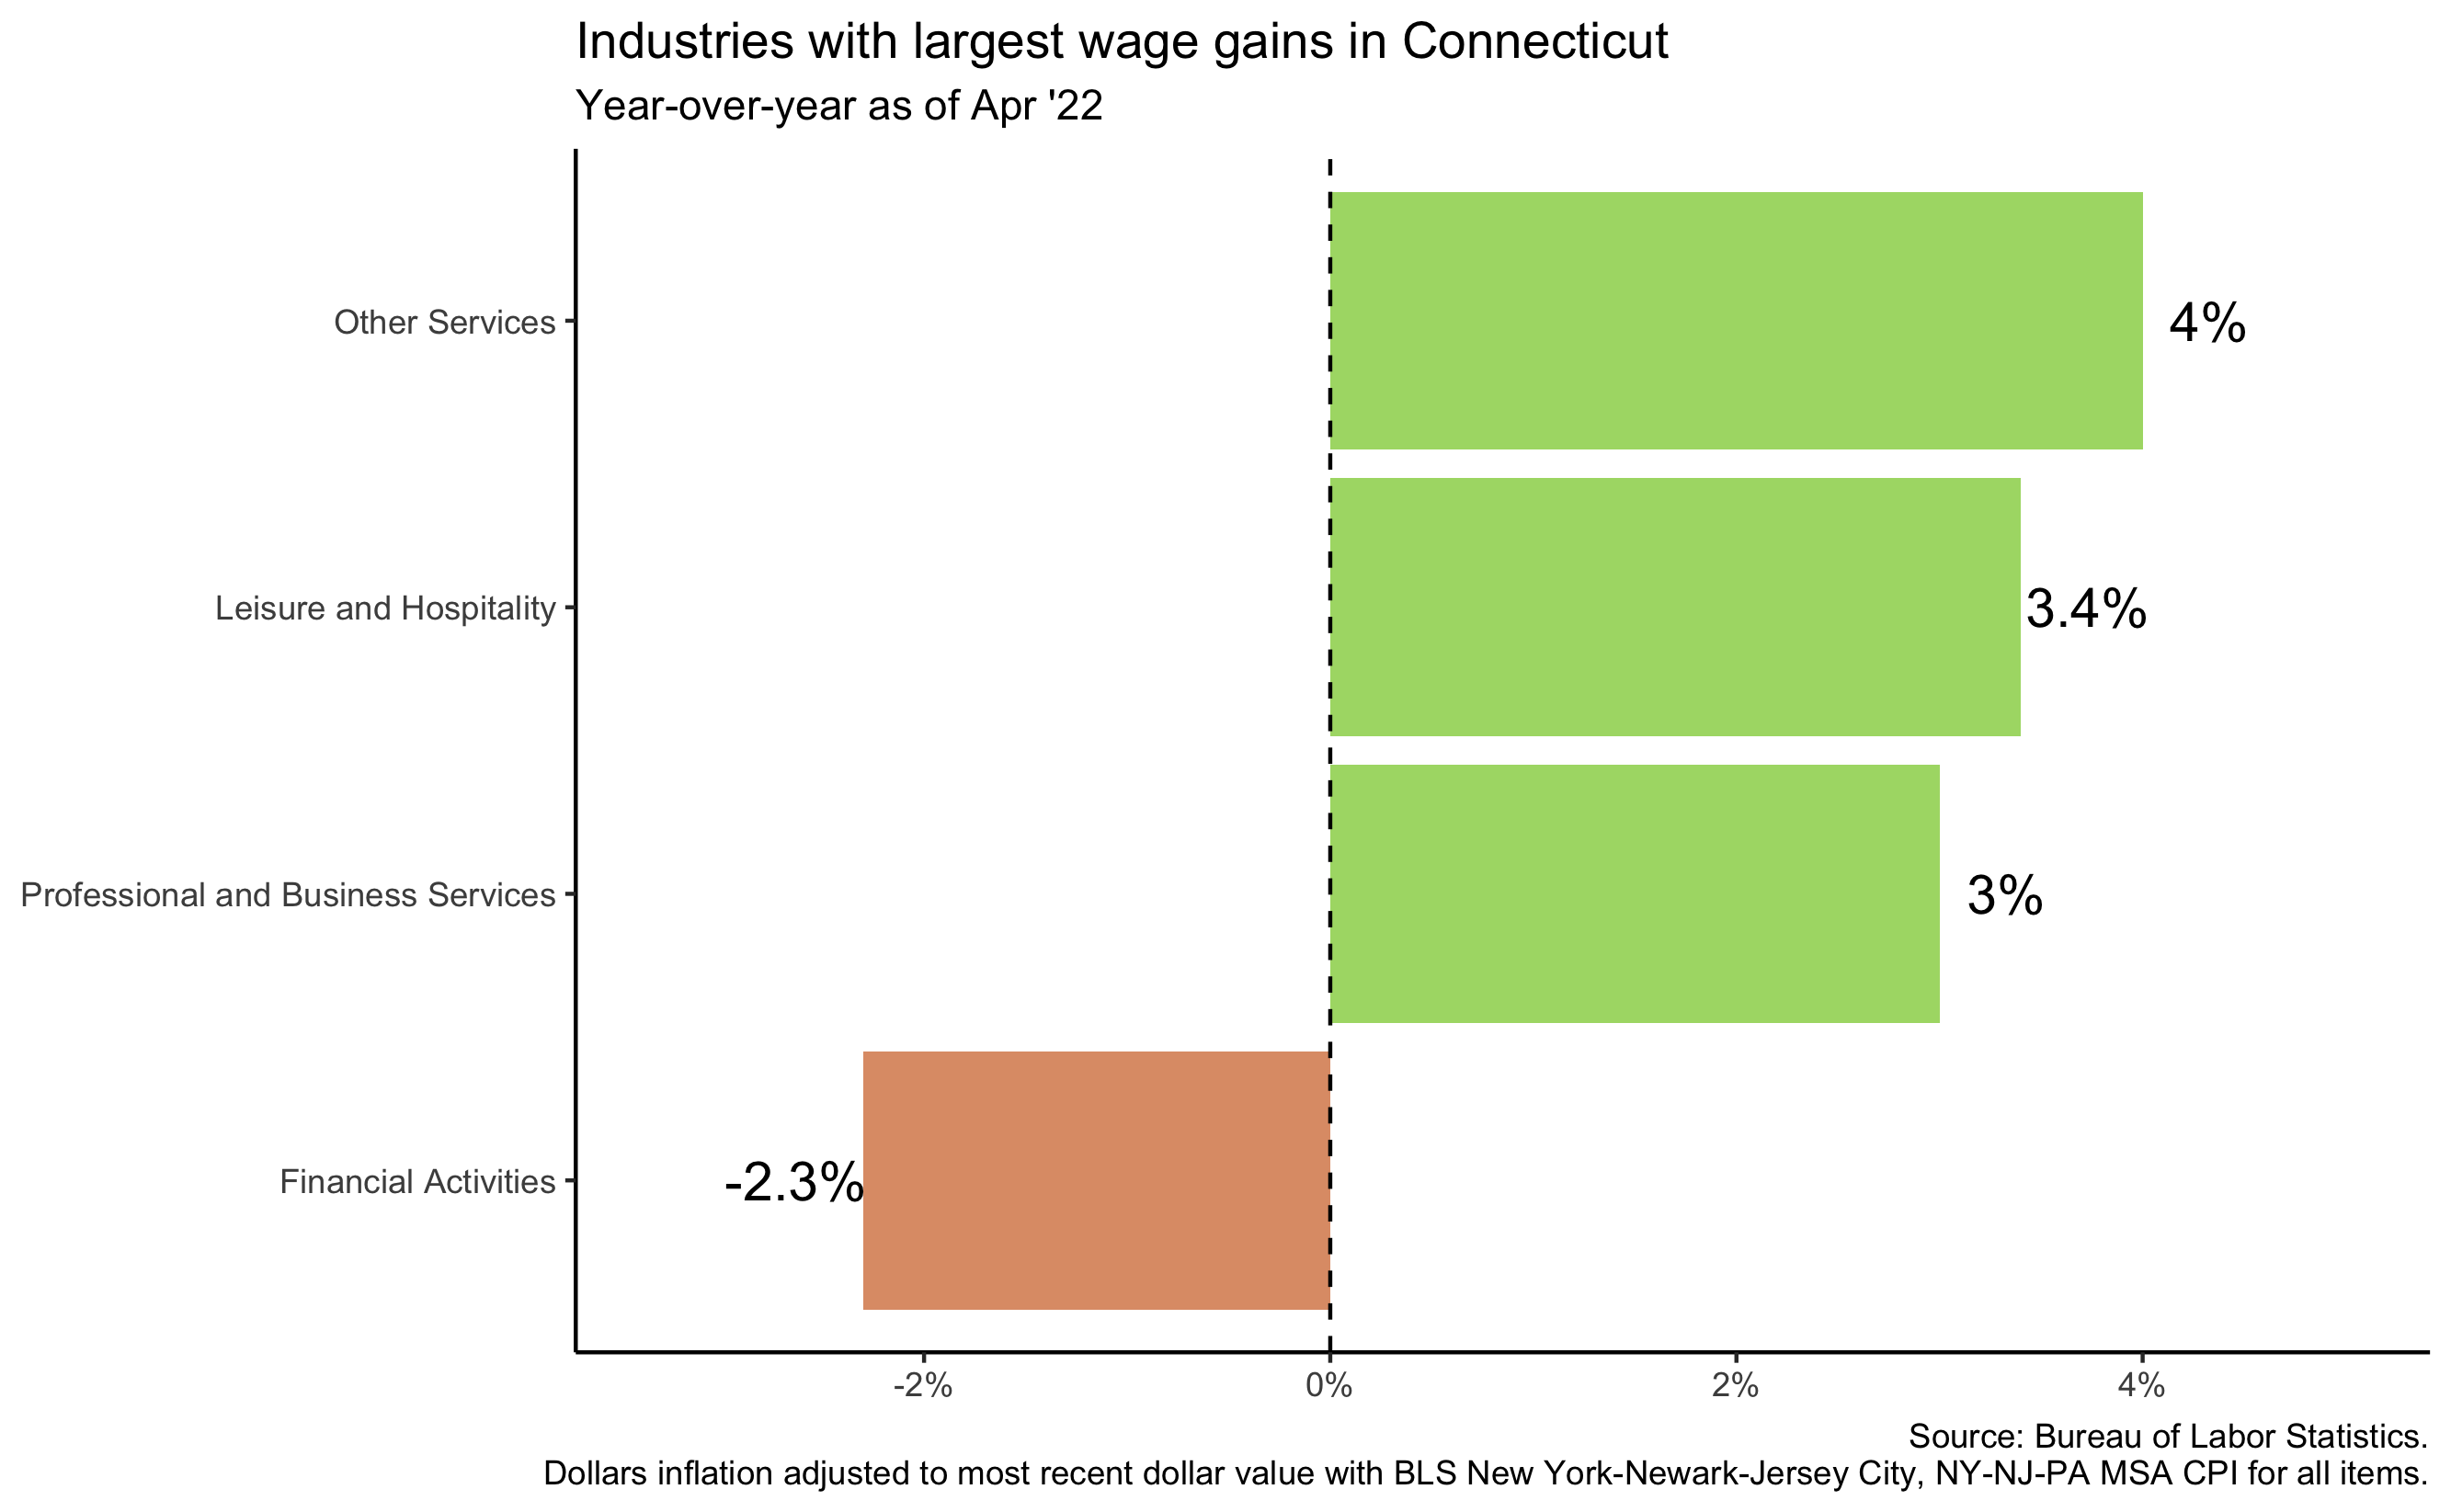 Industries with largest wage gains in Connecticut
Year-over-year as of Apr '22
Other Services
4%
Leisure and Hospitality
3.4%
Professional and Business Services
3%
Financial Activities
-2.3%
-2%
0%
2%
4%
Source: Bureau of Labor Statistics.
Dollars inflation adjusted to most recent dollar value with BLS New York-Newark-Jersey City, NY-NJ-PA MSA CPI for all items.